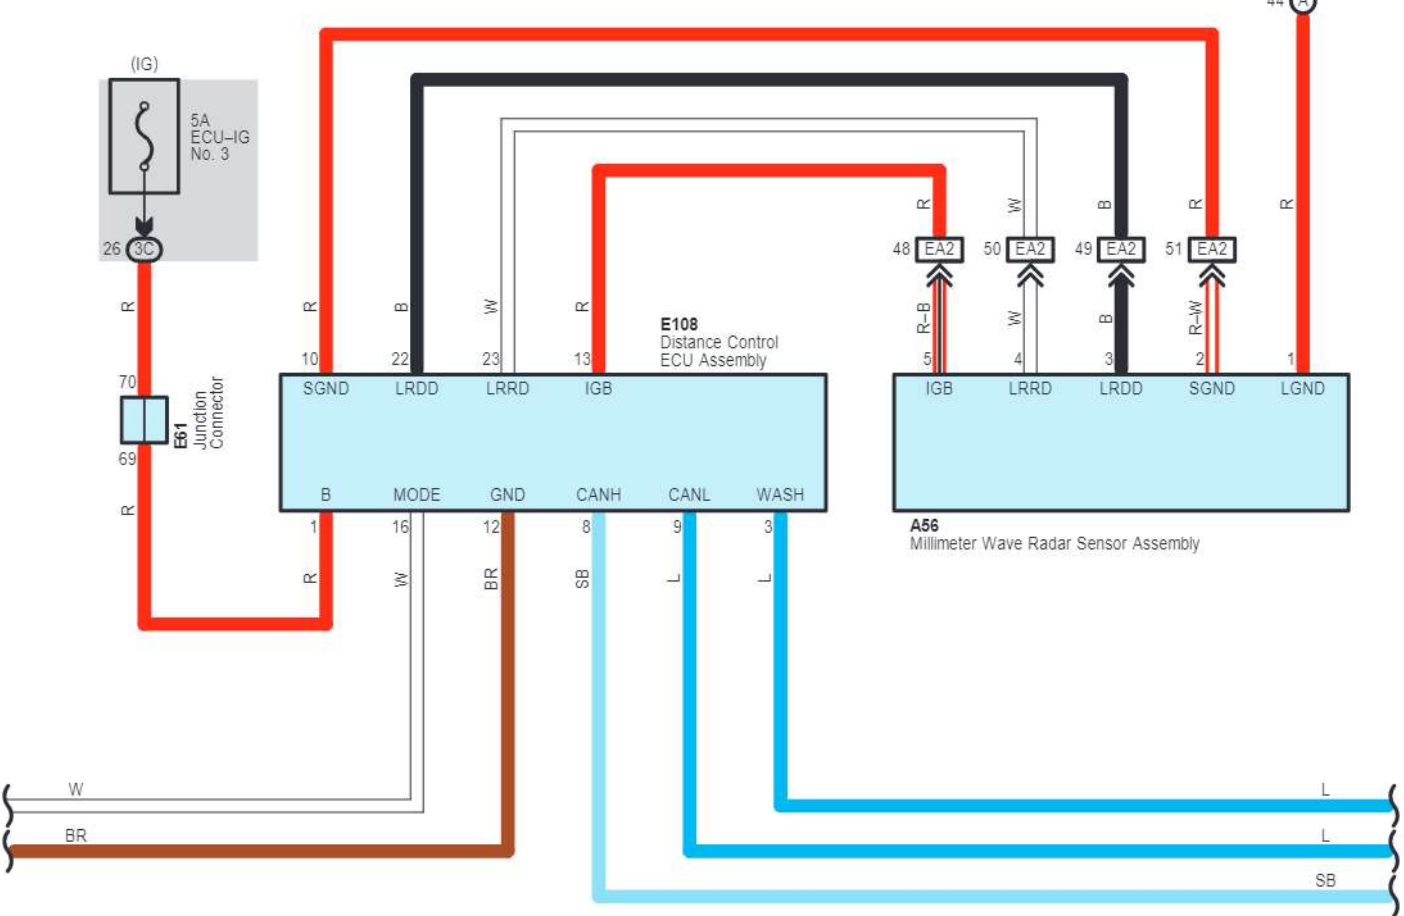 44 A
(IG)
5A
ECU–IG
No. 3
26 3C
R
70
E61
Junction
Connector
69
R
R
B
W
R
R
W
B
R
R
48 EA2
50 EA2
49 EA2
51 EA2
R–B
W
B
R–W
E108
Distance Control
ECU Assembly
10
22
23
13
5
4
3
2
1
SGND
LRDD
LRRD
IGB
IGB
LRRD
LRDD
SGND
LGND
B
MODE
GND
CANH
CANL
WASH
1
16
12
8
9
3
A56
Millimeter Wave Radar Sensor Assembly
R
W
BR
SB
L
L
W
BR
L
L
SB